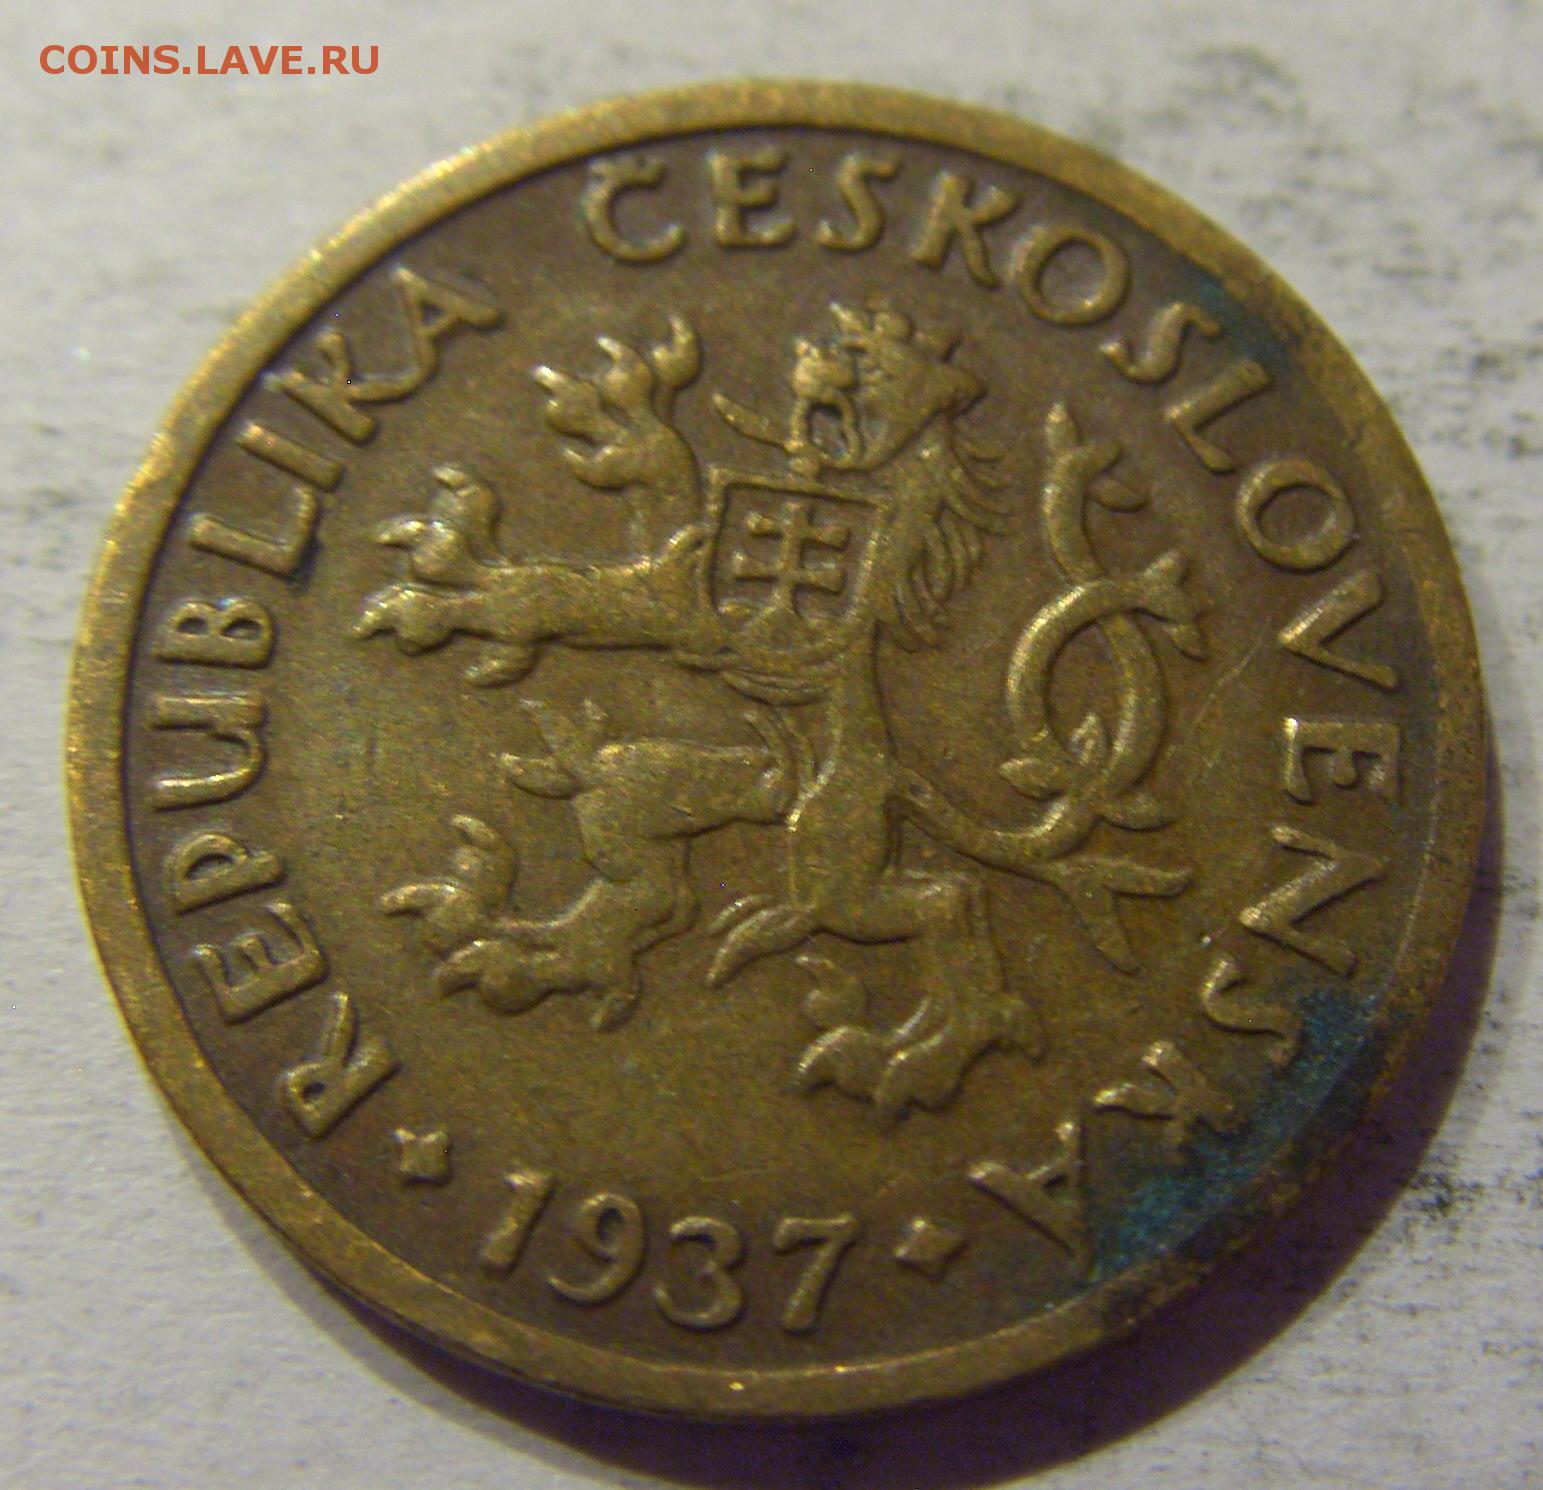 COINS.LAVE.RU
REPUBLIKA ČESKOSLOVENSKÁ
1937